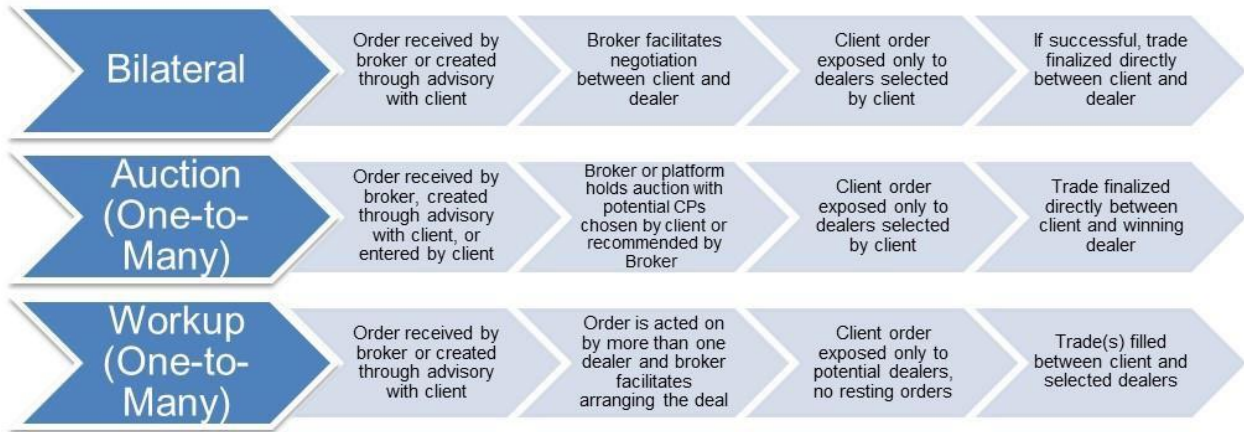 Bilateral
Order received by
broker or created
through advisory
with client
Broker facilitates
negotiation
between client and
dealer
Client order
exposed only to
dealers selected
by client
If successful, trade
finalized directly
between client and
dealer
Auction
(One-to-
Many)
Order received by
broker, created
through advisory
with client, or
entered by client
Broker or platform
holds auction with
potential CPs
chosen by client or
recommended by
Broker
Client order
exposed only to
dealers selected
by client
Trade finalized
directly between
client and winning
dealer
Workup
(One-to-
Many)
Order received by
broker or created
through advisory
with client
Order is acted on
by more than one
dealer and broker
facilitates
arranging the deal
Client order
exposed only to
potential dealers,
no resting orders
Trade(s) filled
between client and
selected dealers